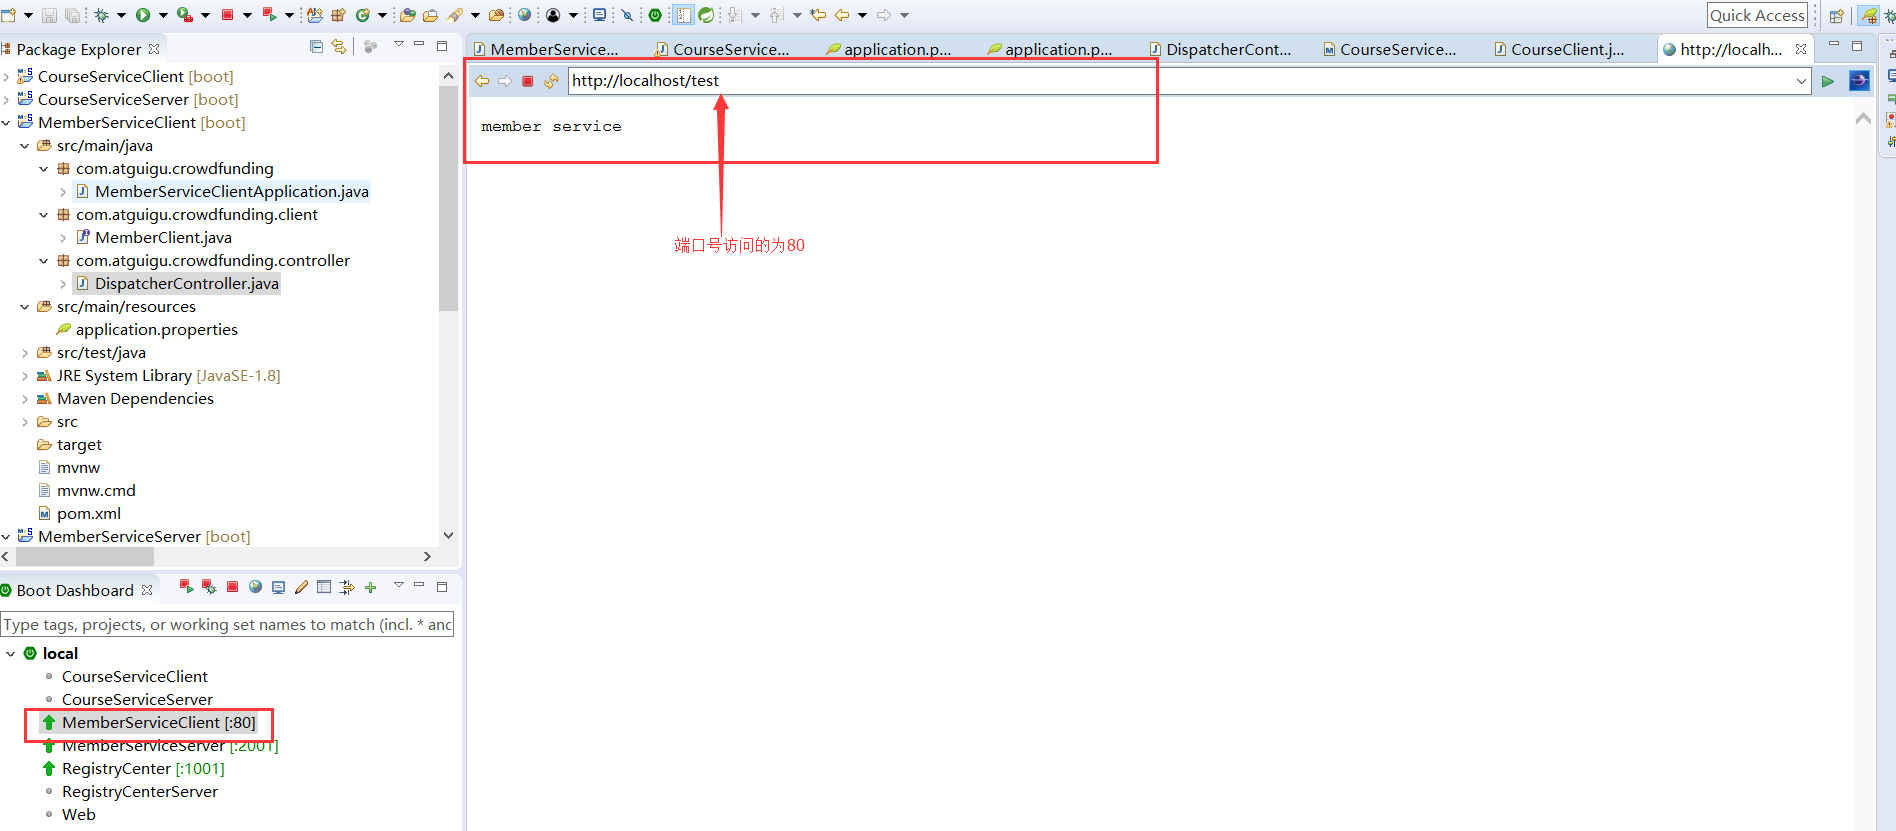 Quick Access
Package Explorer
CourseServiceClient [boot]
CourseServiceServer [boot]
MemberServiceClient [boot]
src/main/java
com.atguigu.crowdfunding
MemberServiceClientApplication.java
com.atguigu.crowdfunding.client
MemberClient.java
com.atguigu.crowdfunding.controller
DispatcherController.java
src/main/resources
application.properties
src/test/java
JRE System Library [JavaSE-1.8]
Maven Dependencies
src
target
mvnw
mvnw.cmd
pom.xml
MemberServiceServer [boot]
Boot Dashboard
Type tags, projects, or working set names to match (incl. * and
local
CourseServiceClient
CourseServiceServer
MemberServiceClient [:80]
MemberServiceServer [:2001]
RegistryCenter [:1001]
RegistryCenterServer
Web
MemberService... CourseService... application.p... application.p... DispatcherCont... CourseService... CourseClient.j... http://localh...
http://localhost/test
member service
端口号访问的为80